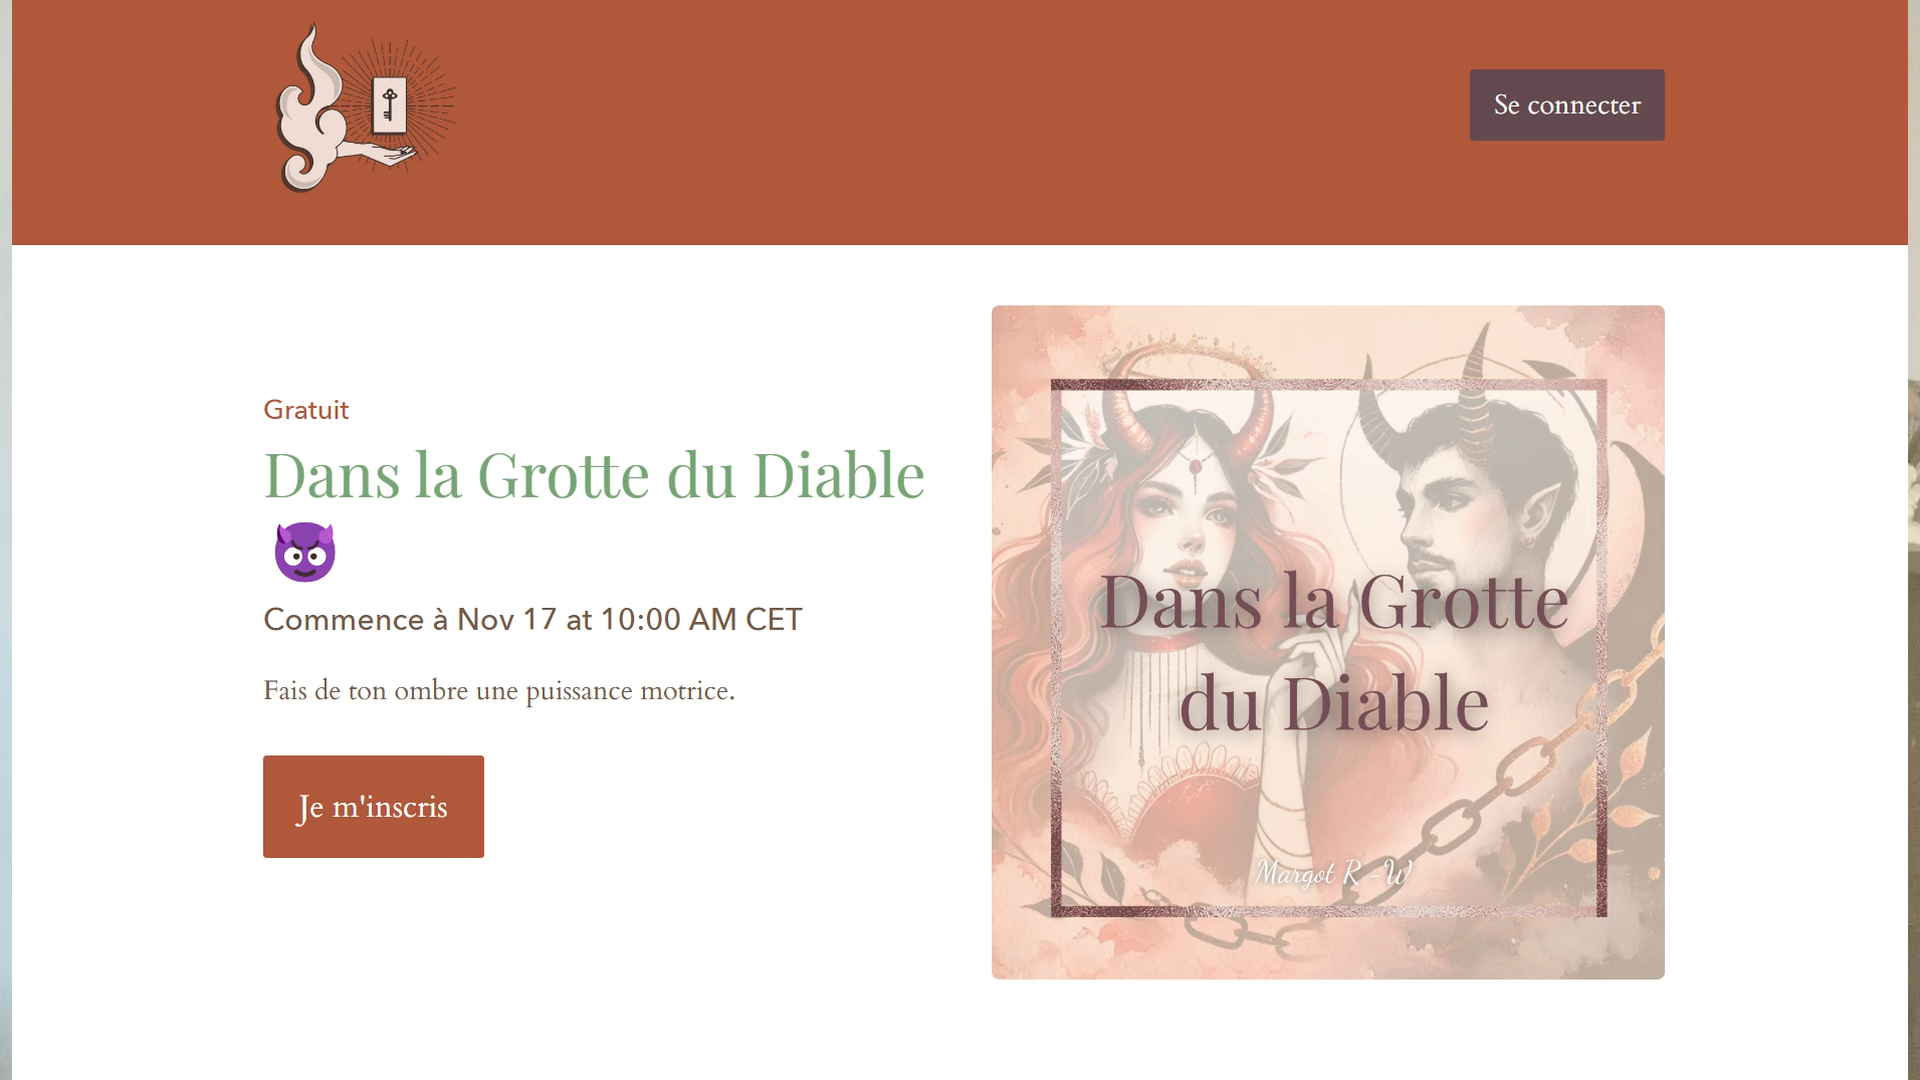 Se connecter
Gratuit
Dans la Grotte du Diable
😈
Commence à Nov 17 at 10:00 AM CET
Fais de ton ombre une puissance motrice.
Je m'inscris
Dans la Grotte
du Diable
Margot R -W